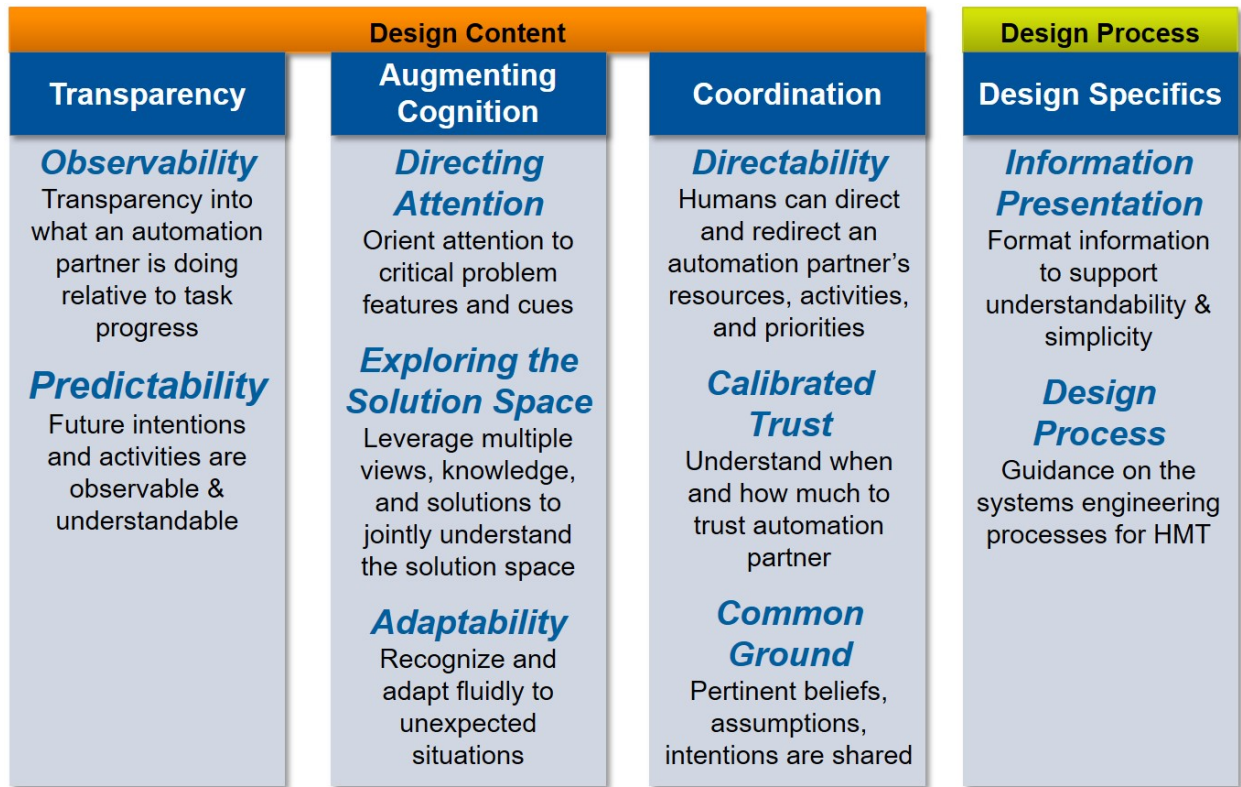 Design Content
Transparency
Observability
Transparency into
what an automation
partner is doing
relative to task
progress
Predictability
Future intentions
and activities are
observable &
understandable
Augmenting
Cognition
Directing
Attention
Orient attention to
critical problem
features and cues
Exploring the
Solution Space
Leverage multiple
views, knowledge,
and solutions to
jointly understand
the solution space
Adaptability
Recognize and
adapt fluidly to
unexpected
situations
Coordination
Directability
Humans can direct
and redirect an
automation partner’s
resources, activities,
and priorities
Calibrated
Trust
Understand when
and how much to
trust automation
partner
Common
Ground
Pertinent beliefs,
assumptions,
intentions are shared
Design Process
Design Specifics
Information
Presentation
Format information
to support
understandability &
simplicity
Design
Process
Guidance on the
systems engineering
processes for HMT